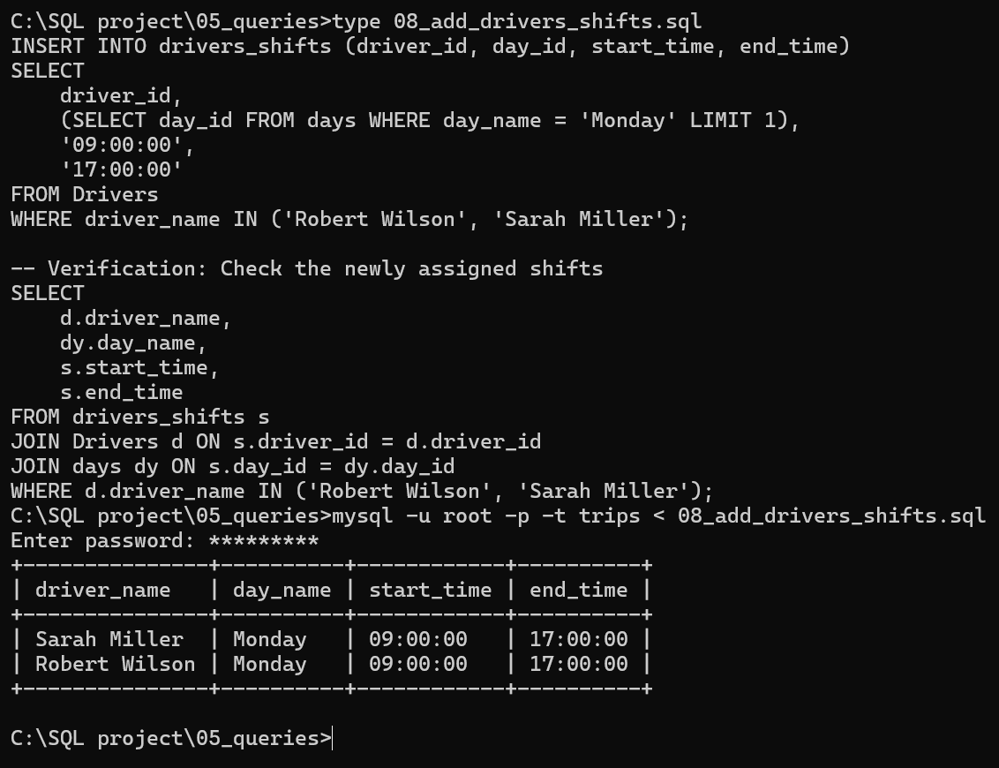 C:\SQL project\05_queries>type 08_add_drivers_shifts.sql
INSERT INTO drivers_shifts (driver_id, day_id, start_time, end_time)
SELECT
    driver_id,
    (SELECT day_id FROM days WHERE day_name = 'Monday' LIMIT 1),
    '09:00:00',
    '17:00:00'
FROM Drivers
WHERE driver_name IN ('Robert Wilson', 'Sarah Miller');

-- Verification: Check the newly assigned shifts
SELECT
    d.driver_name,
    dy.day_name,
    s.start_time,
    s.end_time
FROM drivers_shifts s
JOIN Drivers d ON s.driver_id = d.driver_id
JOIN days dy ON s.day_id = dy.day_id
WHERE d.driver_name IN ('Robert Wilson', 'Sarah Miller');
C:\SQL project\05_queries>mysql -u root -p -t trips < 08_add_drivers_shifts.sql
Enter password: *********
+---------------+----------+------------+----------+
| driver_name   | day_name | start_time | end_time |
+---------------+----------+------------+----------+
| Sarah Miller  | Monday   | 09:00:00   | 17:00:00 |
| Robert Wilson | Monday   | 09:00:00   | 17:00:00 |
+---------------+----------+------------+----------+

C:\SQL project\05_queries>